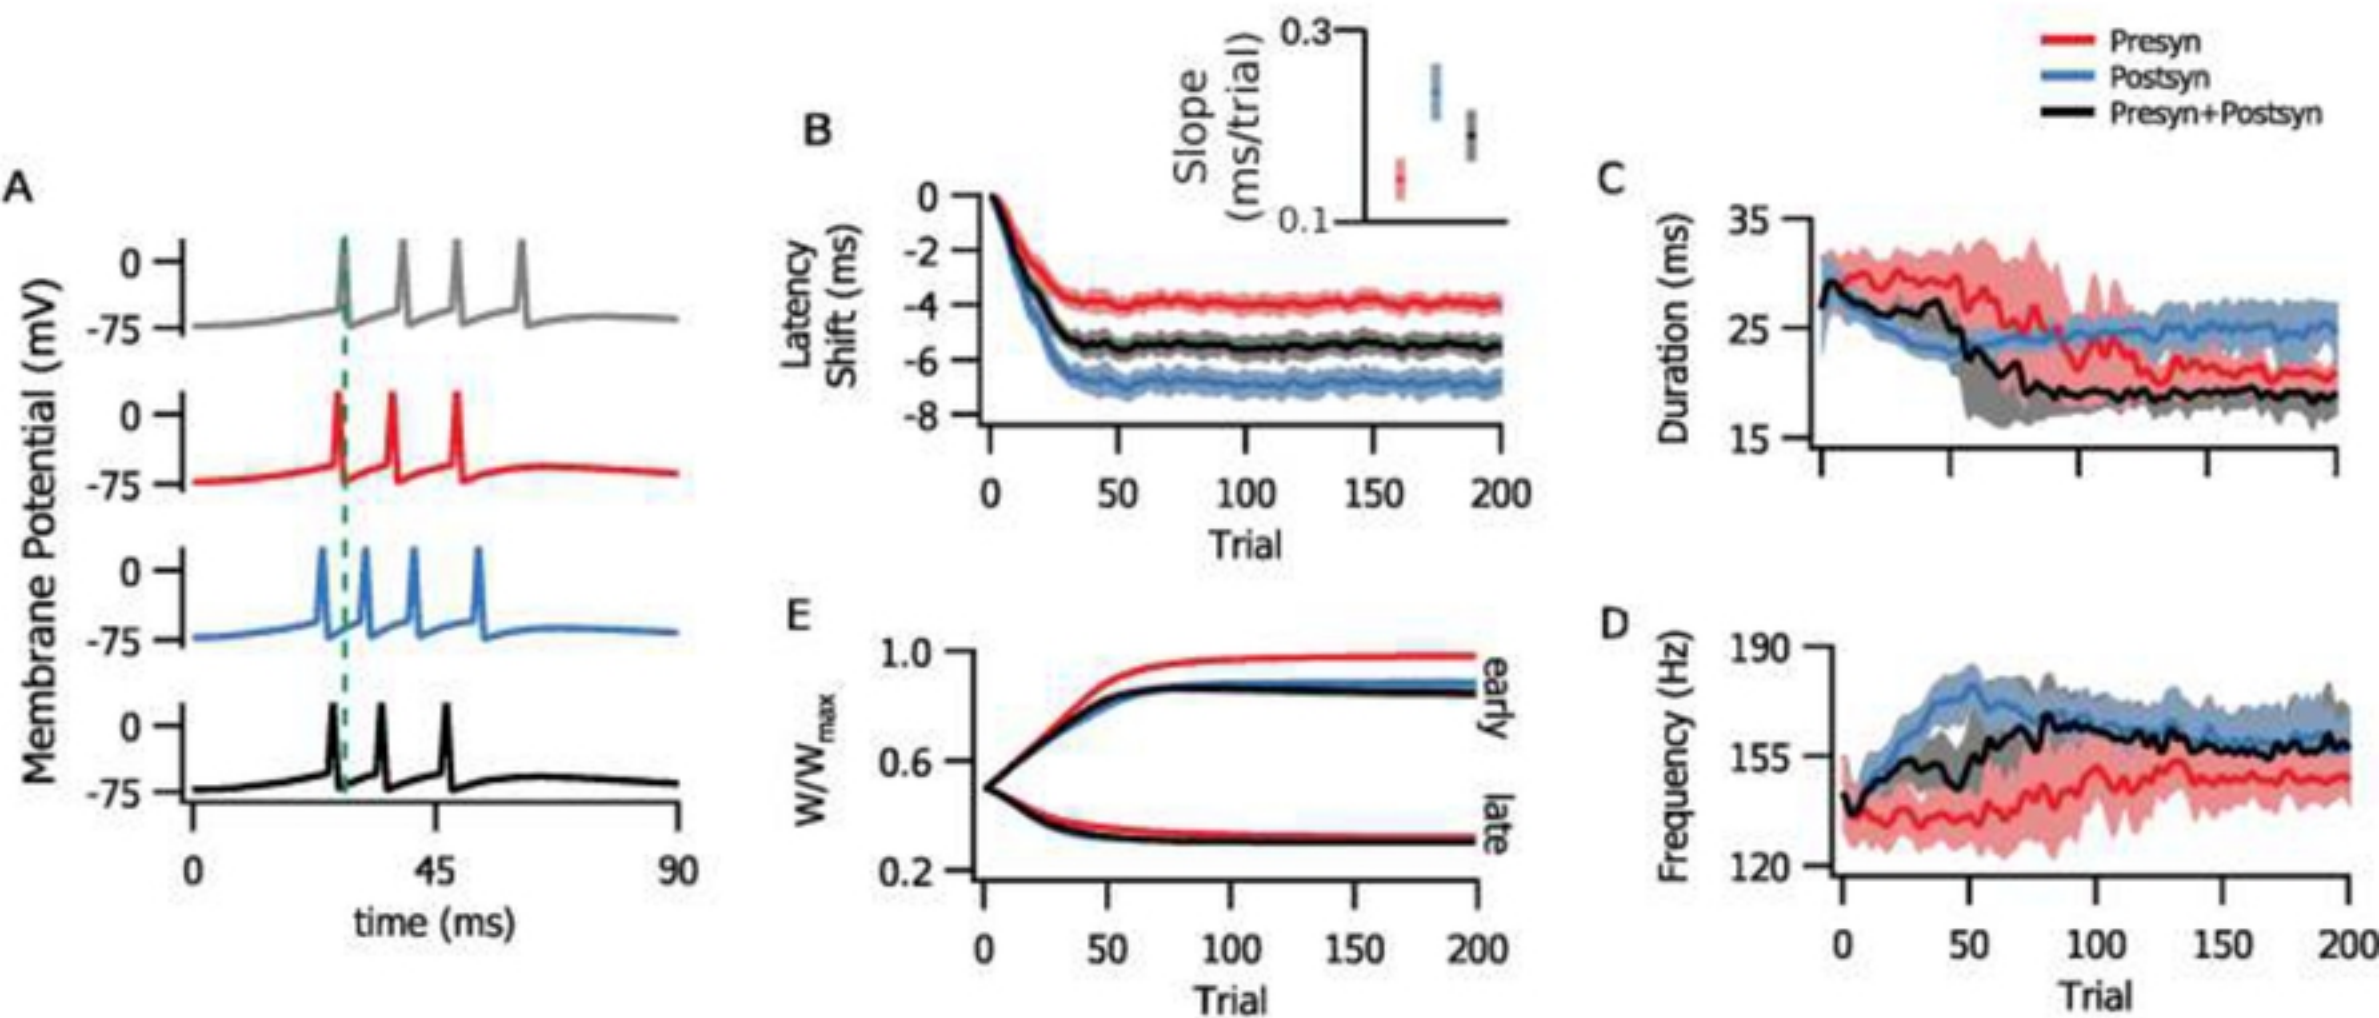 A
Membrane Potential (mV)
0
-75
0
-75
0
-75
0
-75
0 45 90
time (ms)
B
Slope
(ms/trial)
0.3
0.1
Latency
Shift (ms)
0
-2
-4
-6
-8
0 50 100 150 200
Trial
Presyn
Postsyn
Presyn+Postsyn
C
Duration (ms)
35
25
15
E
W/Wmax
1.0
0.6
0.2
early
late
0 50 100 150 200
Trial
D
Frequency (Hz)
190
155
120
0 50 100 150 200
Trial